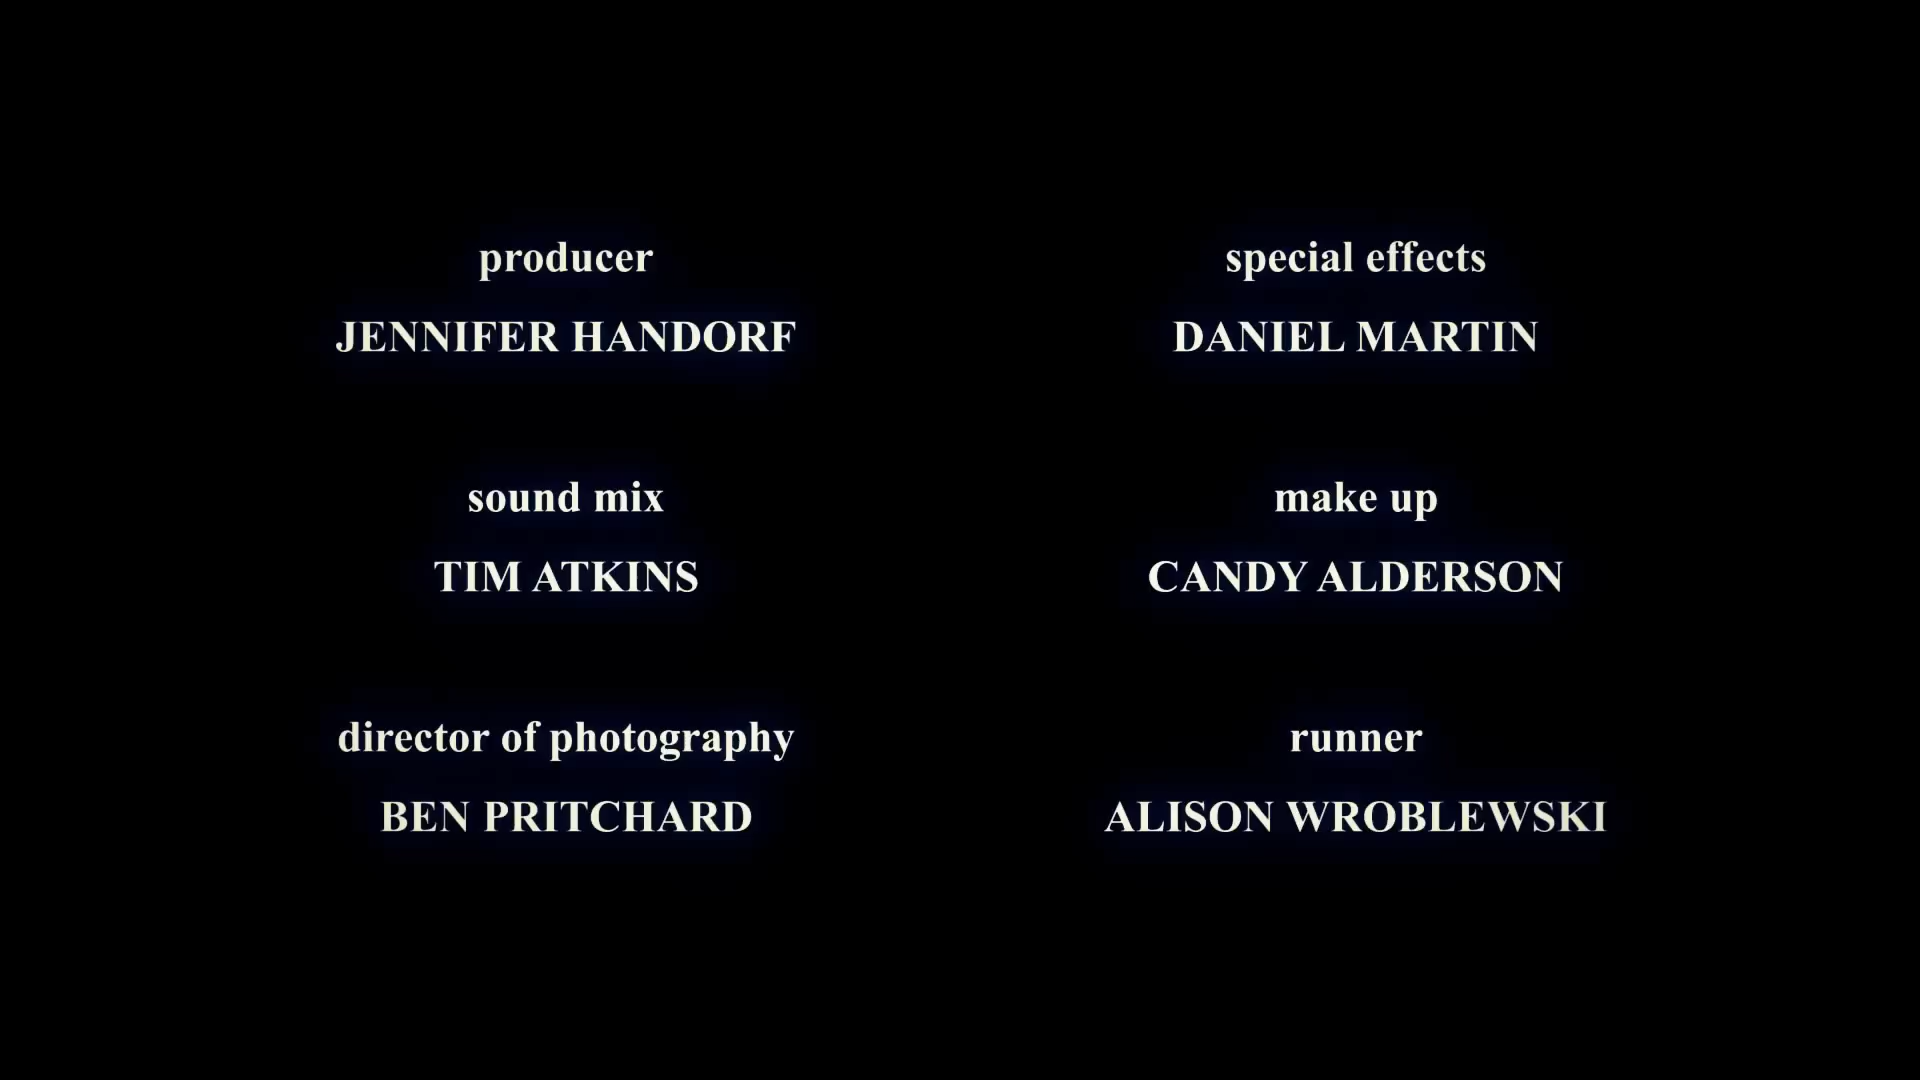 producer
JENNIFER HANDORF
sound mix
TIM ATKINS
director of photography
BEN PRITCHARD
special effects
DANIEL MARTIN
make up
CANDY ALDERSON
runner
ALISON WROBLEWSKI